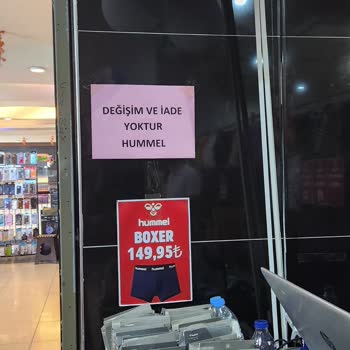 DEĞİŞİM VE İADE
YOKTUR
HUMMEL
hummel
BOXER
149,95₺